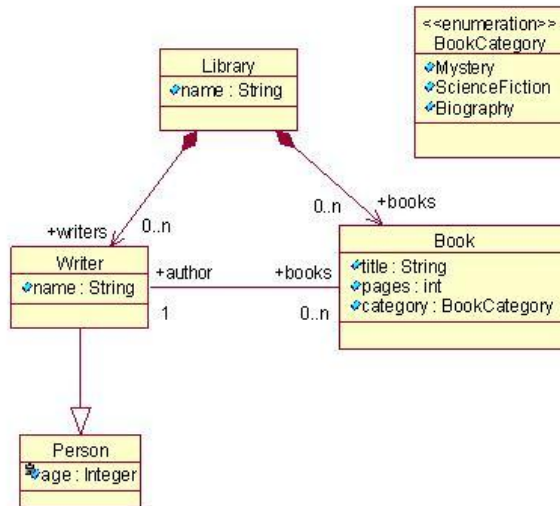 <<enumeration>>
BookCategory
Mystery
ScienceFiction
Biography
Library
name : String
0..n
+writers
0..n
+books
Writer
name : String
+author
1
+books
0..n
Book
title : String
pages : int
category : BookCategory
Person
age : Integer